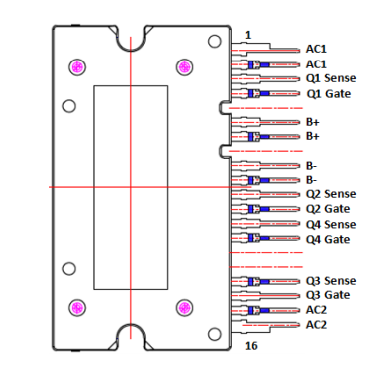 1
AC1
AC1
Q1 Sense
Q1 Gate
B+
B+
B-
B-
Q2 Sense
Q2 Gate
Q4 Sense
Q4 Gate
Q3 Sense
Q3 Gate
AC2
AC2
16